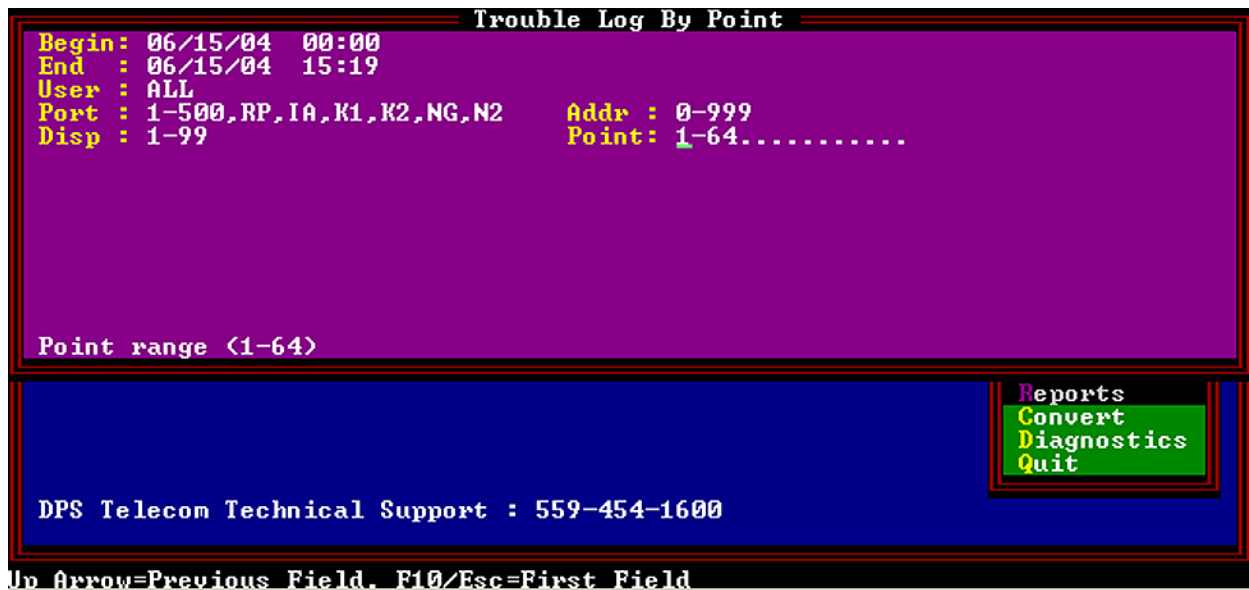 Trouble Log By Point
Begin: 06/15/04 00:00
End : 06/15/04 15:19
User : ALL
Port : 1-500,RP,IA,K1,K2,NG,N2 Addr : 0-999
Disp : 1-99 Point: 1-64...........
Point range (1-64)
Reports
Convert
Diagnostics
Quit
DPS Telecom Technical Support : 559-454-1600
Up Arrow=Previous Field, F10/Esc=First Field